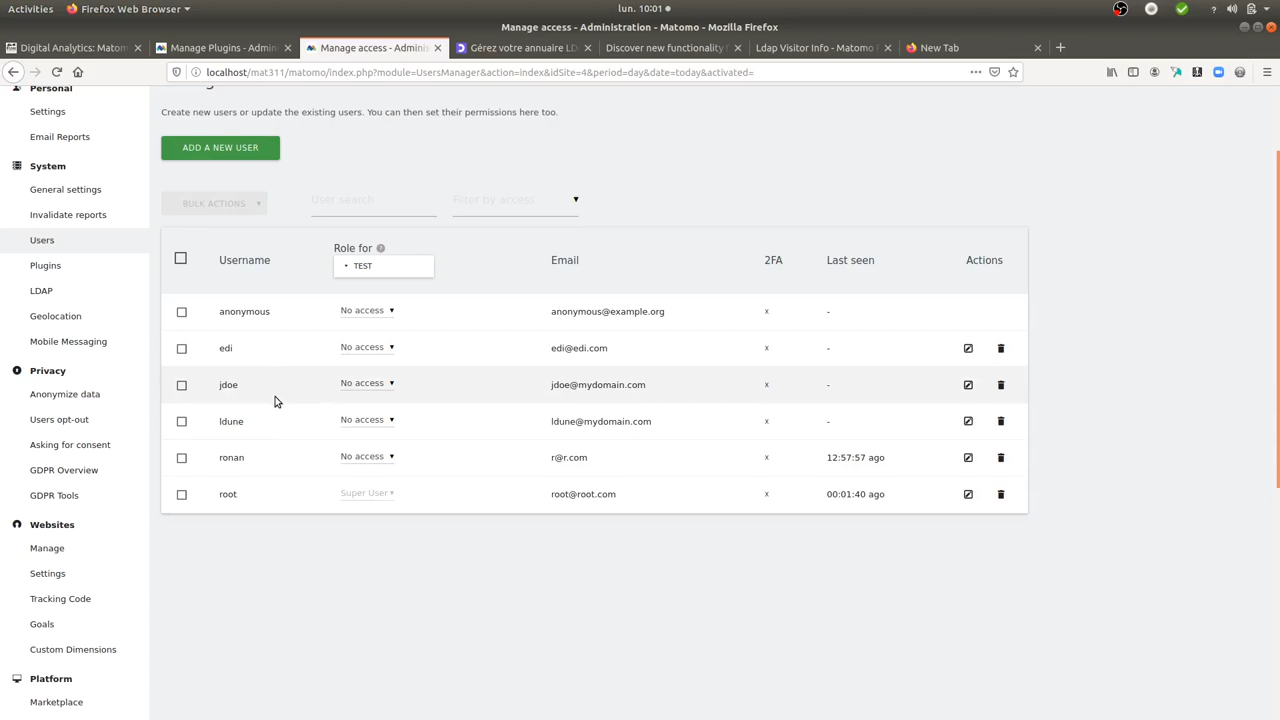 Activities
Firefox Web Browser
lun. 10:01
Manage access - Administration - Matomo - Mozilla Firefox
Digital Analytics: Matom
Manage Plugins - Admin
Manage access - Adminis
Gérez votre annuaire LD
Discover new functionality
Ldap Visitor Info - Matomo
New Tab
localhost/mat311/matomo/index.php?module=UsersManager&action=index&idSite=4&period=day&date=today&activated=
Personal
Settings
Email Reports
System
General settings
Invalidate reports
Users
Plugins
LDAP
Geolocation
Mobile Messaging
Privacy
Anonymize data
Users opt-out
Asking for consent
GDPR Overview
GDPR Tools
Websites
Manage
Settings
Tracking Code
Goals
Custom Dimensions
Platform
Marketplace
Create new users or update the existing users. You can then set their permissions here too.
ADD A NEW USER
BULK ACTIONS
User search
Filter by access
Username
Role for
TEST
Email
2FA
Last seen
Actions
anonymous No access anonymous@example.org x -
edi No access edi@edi.com x -
jdoe No access jdoe@mydomain.com x -
ldune No access ldune@mydomain.com x -
ronan No access r@r.com x 12:57:57 ago
root Super User root@root.com x 00:01:40 ago